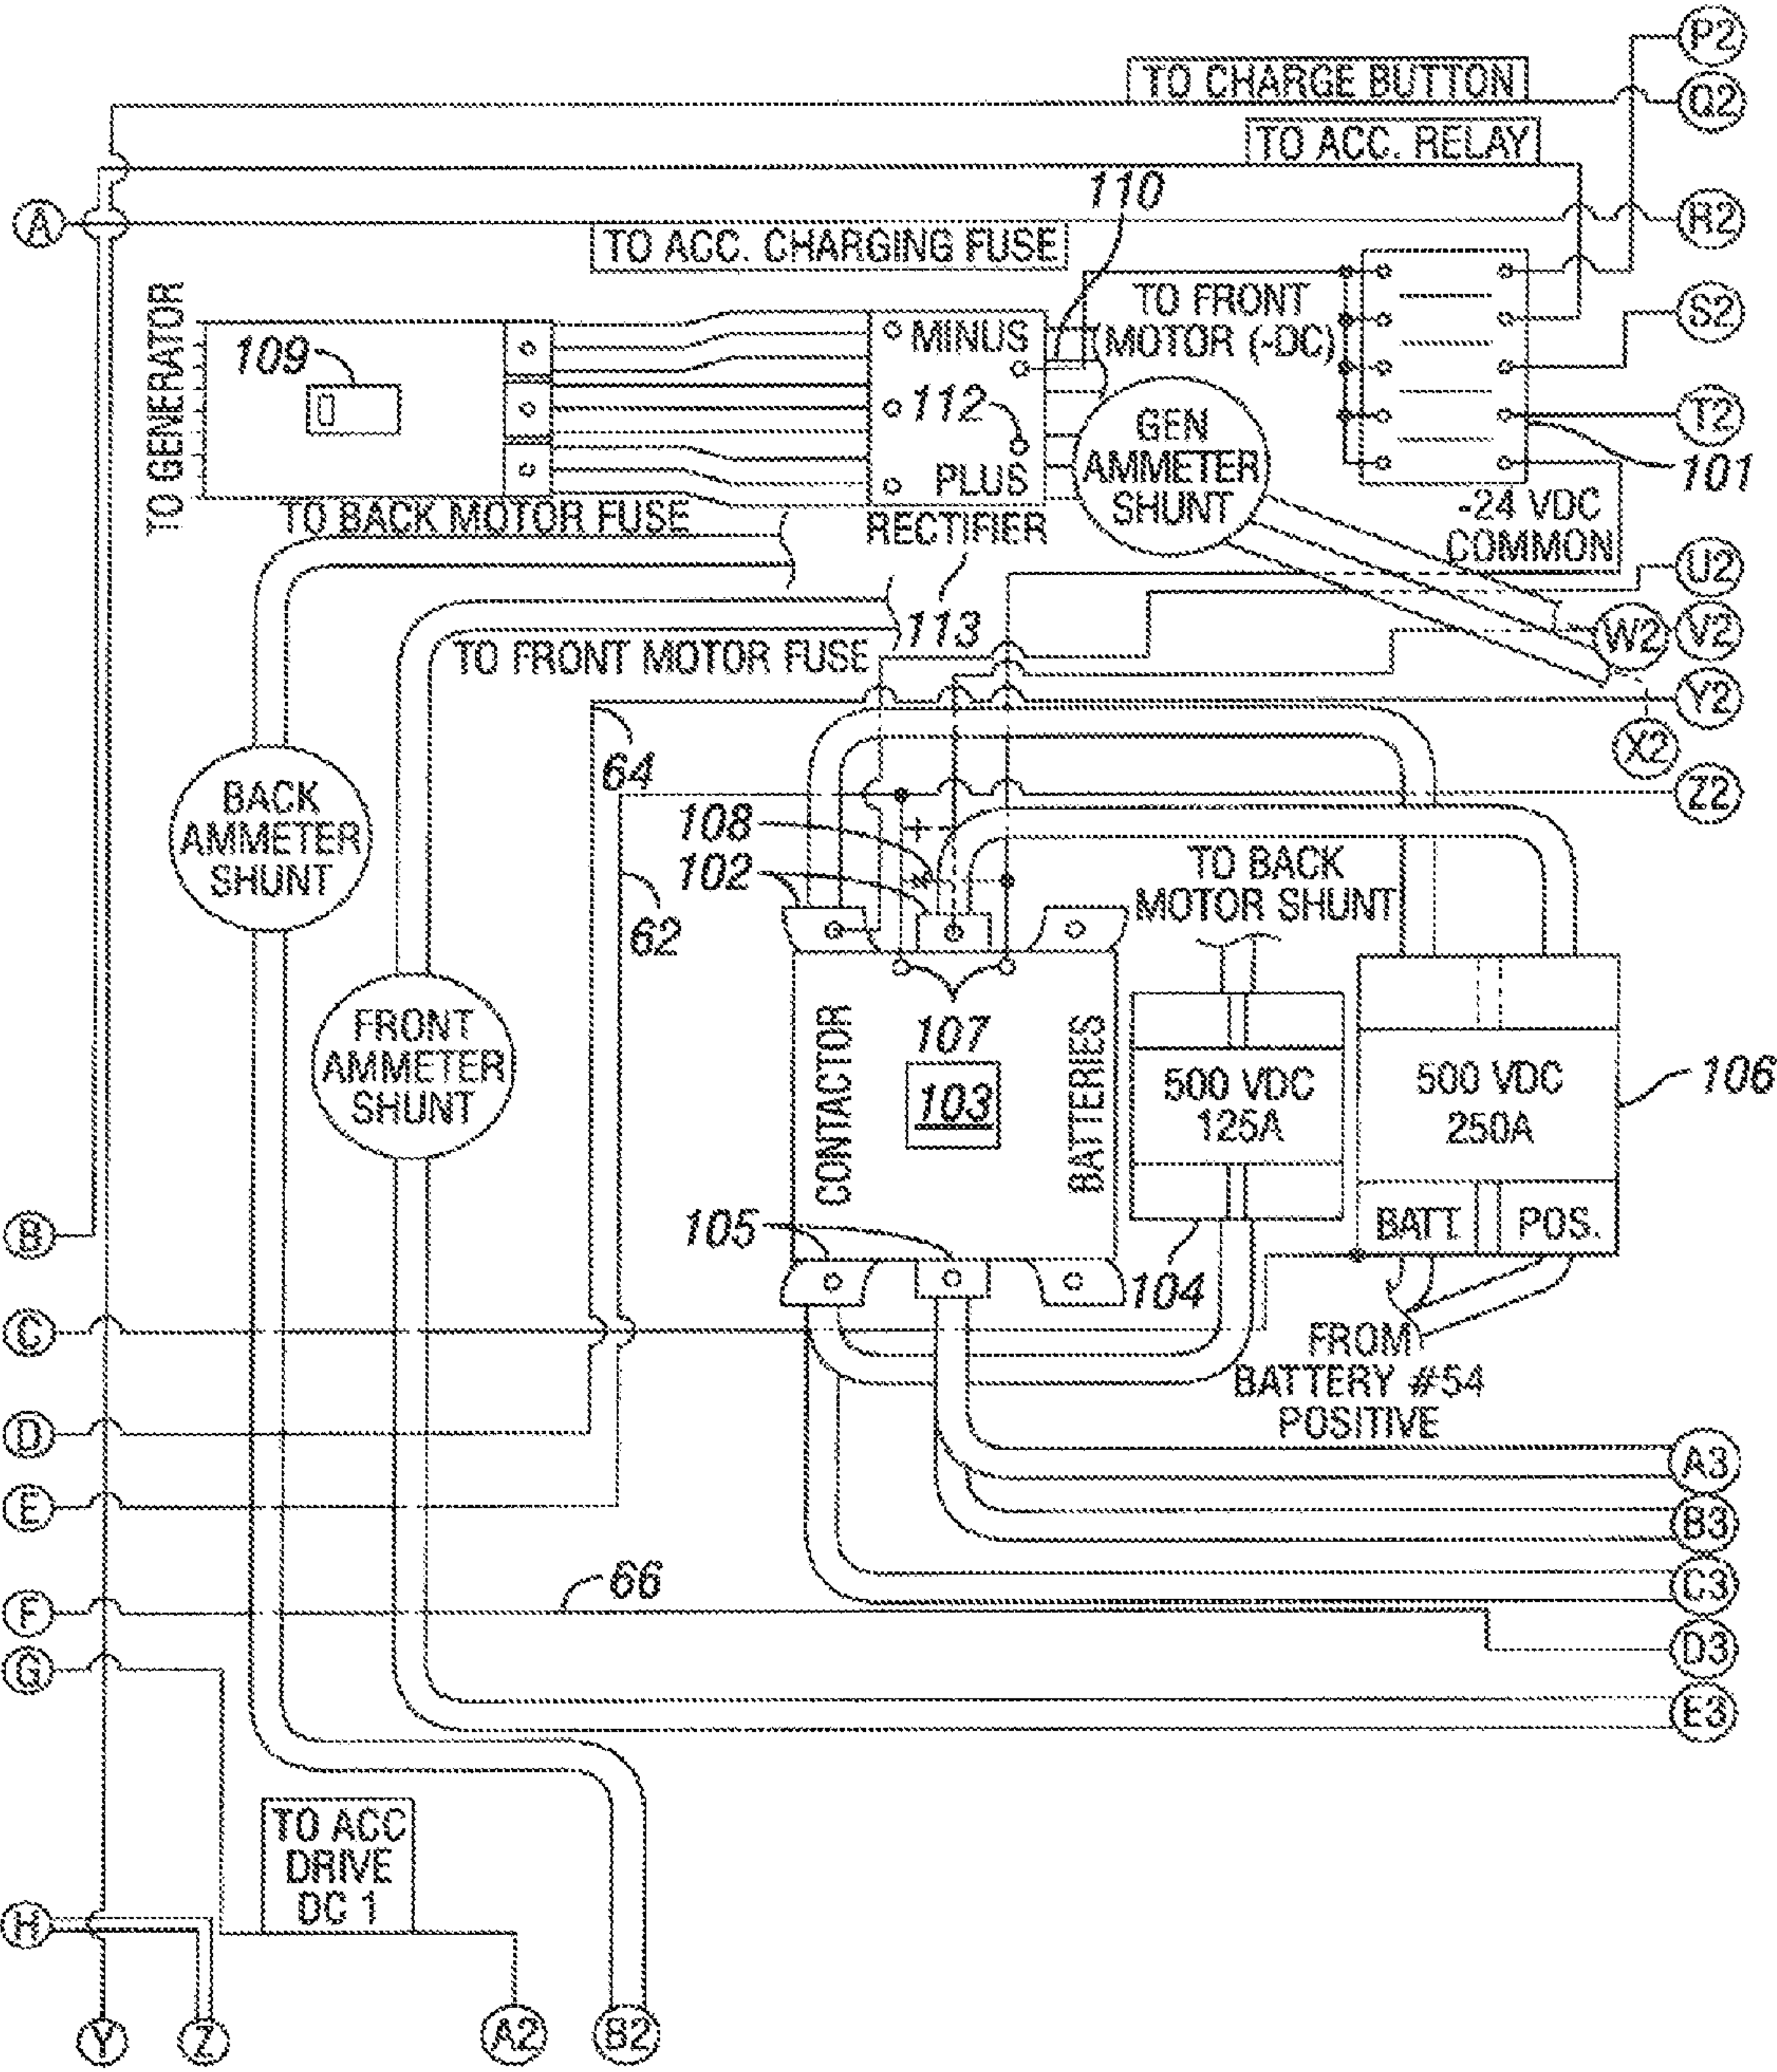 P2
TO CHARGE BUTTON
Q2
TO ACC. RELAY
110
A
R2
TO ACC. CHARGING FUSE
TO GENERATOR
109
MINUS
TO FRONT
MOTOR (-DC)
S2
112
GEN
AMMETER
SHUNT
T2
101
PLUS
-24 VDC
COMMON
TO BACK MOTOR FUSE
RECTIFIER
113
U2
W2
V2
TO FRONT MOTOR FUSE
Y2
X2
64
Z2
BACK
AMMETER
SHUNT
108
+
102
TO BACK
MOTOR SHUNT
62
FRONT
AMMETER
SHUNT
CONTACTOR
107
103
BATTERIES
500 VDC
125A
500 VDC
250A
106
105
BATT.
POS.
B
104
C
FROM
BATTERY #54
POSITIVE
D
A3
E
B3
66
C3
F
D3
G
E3
TO ACC
DRIVE
DC 1
H
Y
Z
A2
B2